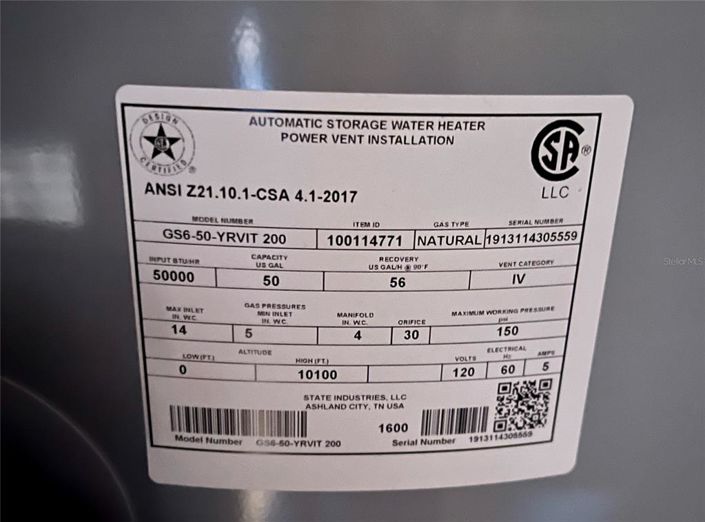 DESIGN
CERTIFIED
AUTOMATIC STORAGE WATER HEATER
POWER VENT INSTALLATION
LLC
ANSI Z21.10.1-CSA 4.1-2017
MODEL NUMBER ITEM ID GAS TYPE SERIAL NUMBER
GS6-50-YRVIT 200 100114771 NATURAL 1913114305559
INPUT BTU/HR CAPACITY US GAL RECOVERY US GAL/H @ 90°F VENT CATEGORY
50000 50 56 IV
GAS PRESSURES
MAX INLET IN. W.C. MIN INLET IN. W.C. MANIFOLD IN. W.C. ORIFICE MAXIMUM WORKING PRESSURE psi
14 5 4 30 150
ALTITUDE ELECTRICAL
LOW (FT.) HIGH (FT.) VOLTS Hz AMPS
0 10100 120 60 5
STATE INDUSTRIES, LLC
ASHLAND CITY, TN USA
1600
Model Number GS6-50-YRVIT 200 Serial Number 1913114305559
Stellar MLS